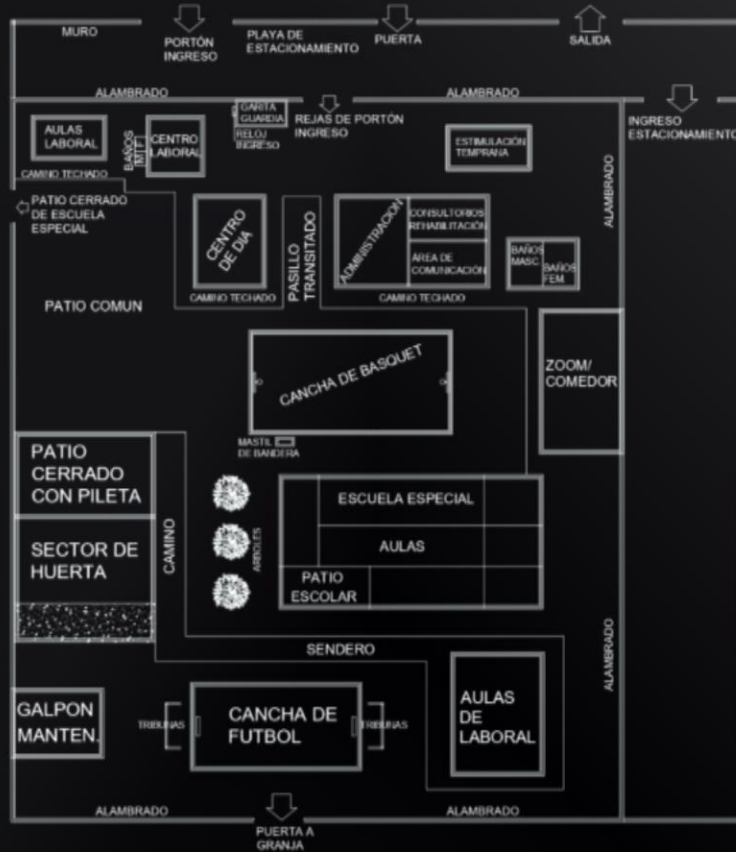 MURO
PORTÓN
INGRESO
PLAYA DE
ESTACIONAMIENTO
PUERTA
SALIDA
ALAMBRADO
ALAMBRADO
INGRESO
ESTACIONAMIENTO
AULAS
LABORAL
BAÑOS
M F
CENTRO
LABORAL
GARITA
GUARDIA
RELOJ/
INGRESO
REJAS DE PORTÓN
INGRESO
ESTIMULACIÓN
TEMPRANA
ALAMBRADO
CAMINO TECHADO
PATIO CERRADO
DE ESCUELA
ESPECIAL
CENTRO
DE DIA
PASILLO
TRANSITADO
ADMINISTRACIÓN
CONSULTORIOS
REHABILITACIÓN
ÁREA DE
COMUNICACIÓN
BAÑOS
MASC.
BAÑOS
FEM.
CAMINO TECHADO
CAMINO TECHADO
PATIO COMUN
CANCHA DE BASQUET
ZOOM/
COMEDOR
MASTIL
DE BANDERA
PATIO
CERRADO
CON PILETA
CAMINO
ARBOLES
ESCUELA ESPECIAL
AULAS
PATIO
ESCOLAR
SECTOR DE
HUERTA
SENDERO
ALAMBRADO
GALPON
MANTEN.
TRIBUNAS
CANCHA DE
FUTBOL
TRIBUNAS
AULAS
DE
LABORAL
ALAMBRADO
ALAMBRADO
PUERTA A
GRANJA